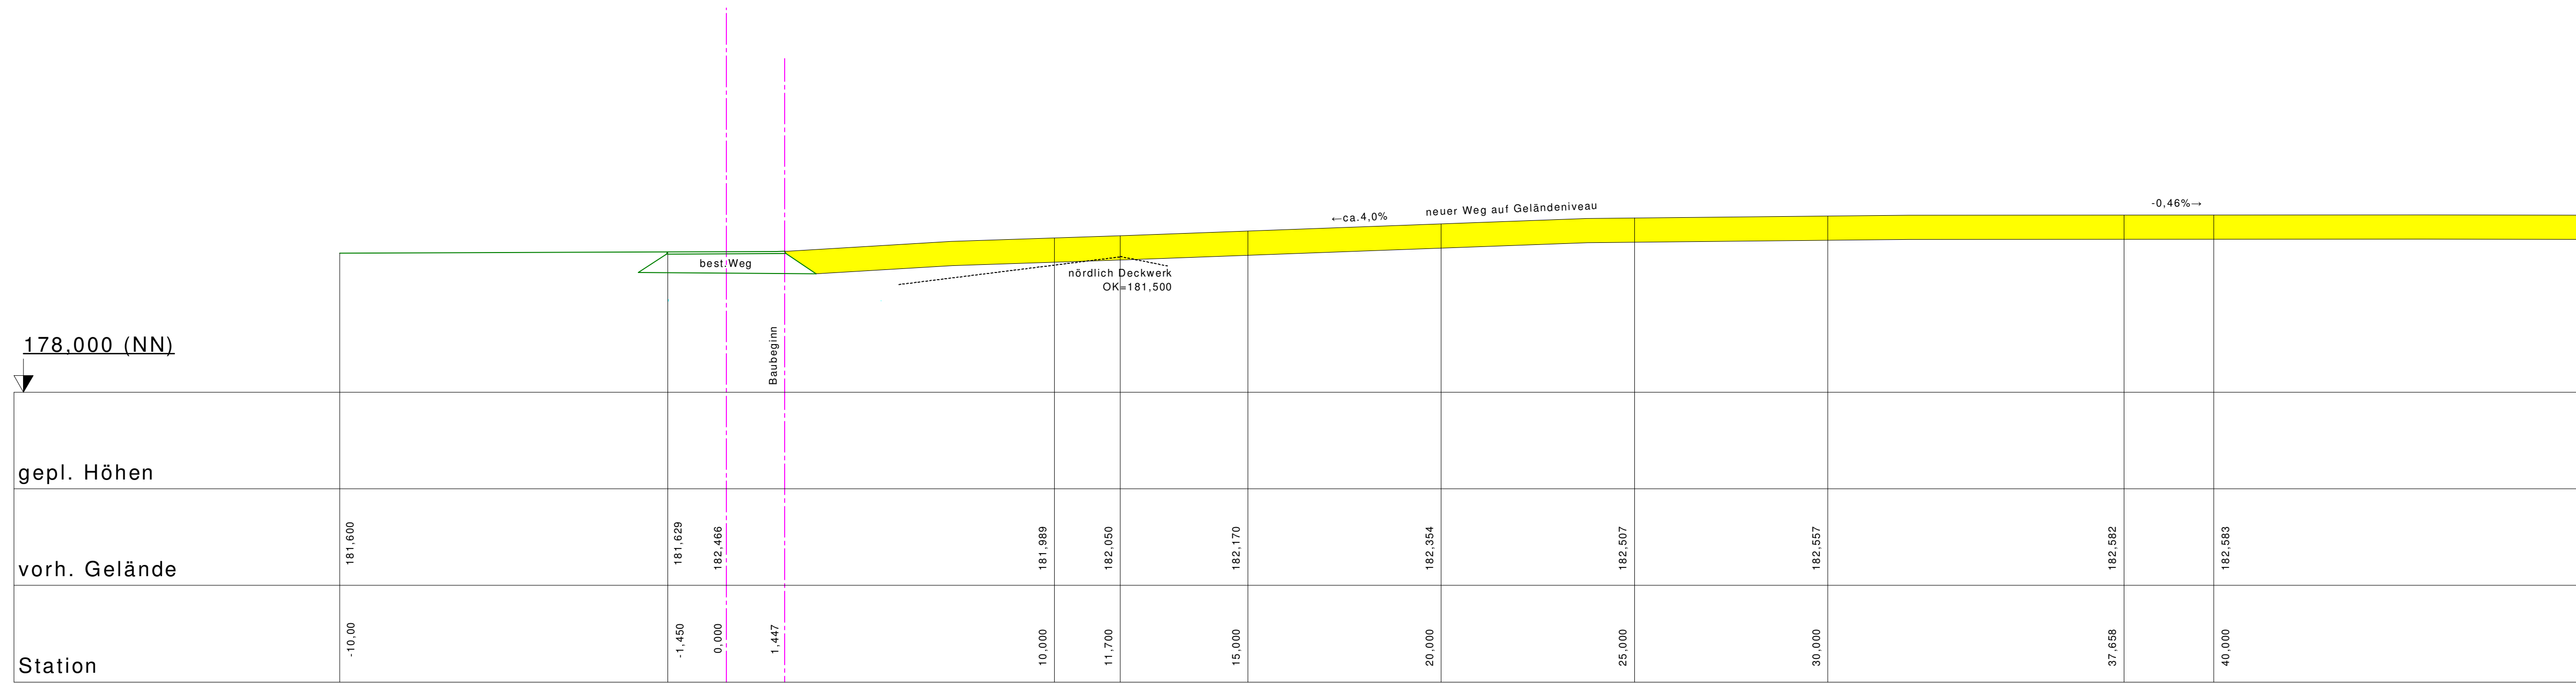 ←ca.4,0%
neuer Weg auf Geländeniveau
-0,46%→
best.Weg
nördlich Deckwerk
OK=181,500
Baubeginn
178,000 (NN)
gepl. Höhen
vorh. Gelände
181,600
181,629
182,466
181,989
182,050
182,170
182,354
182,507
182,557
182,582
182,583
Station
-10,00
-1,450
0,000
1,447
10,000
11,700
15,000
20,000
25,000
30,000
37,658
40,000